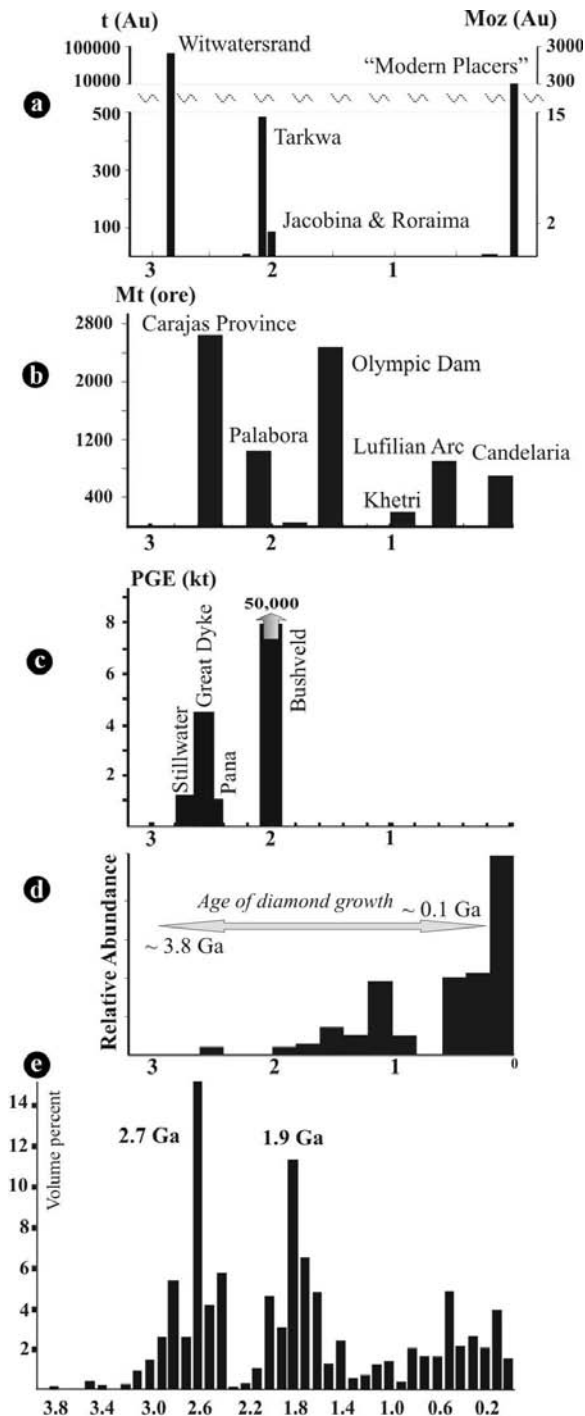 t (Au)
Moz (Au)
100000
Witwatersrand
3000
10000
"Modern Placers"
300
a
500
15
Tarkwa
300
Jacobina & Roraima
100
2
3
2
1
Mt (ore)
2800
Carajas Province
b
Olympic Dam
2000
Palabora
Lufilian Arc
Candelaria
1200
Khetri
400
3
2
1
PGE (kt)
50,000
c
8
6
4
2
Stillwater
Great Dyke
Pana
Bushveld
3
2
1
d
Relative Abundance
Age of diamond growth
~ 0.1 Ga
~ 3.8 Ga
3
2
1
0
e
Volume percent
14
12
10
8
6
4
2
2.7 Ga
1.9 Ga
3.8
3.4
3.0
2.6
2.2
1.8
1.4
1.0
0.6
0.2